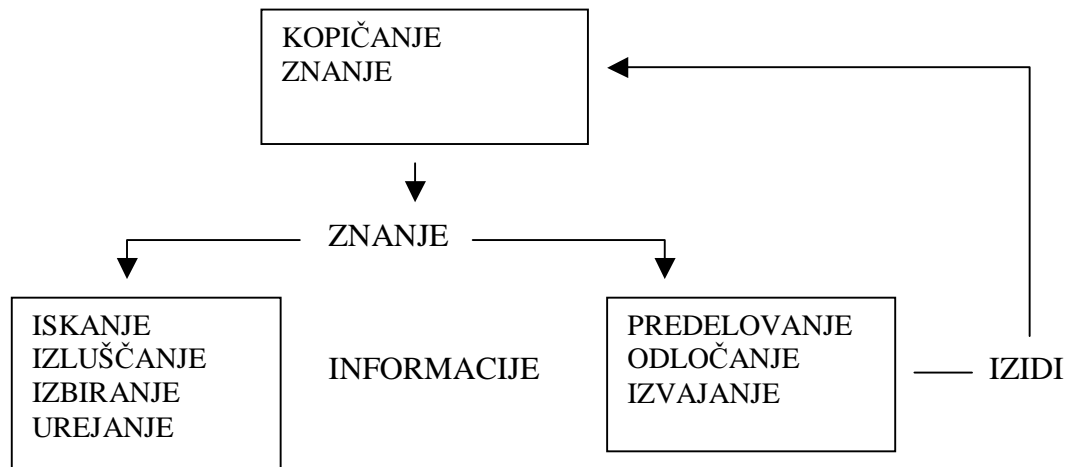 KOPIČANJE
ZNANJE
ZNANJE
ISKANJE
IZLUŠČANJE
IZBIRANJE
UREJANJE
INFORMACIJE
PREDELOVANJE
ODLOČANJE
IZVAJANJE
IZIDI